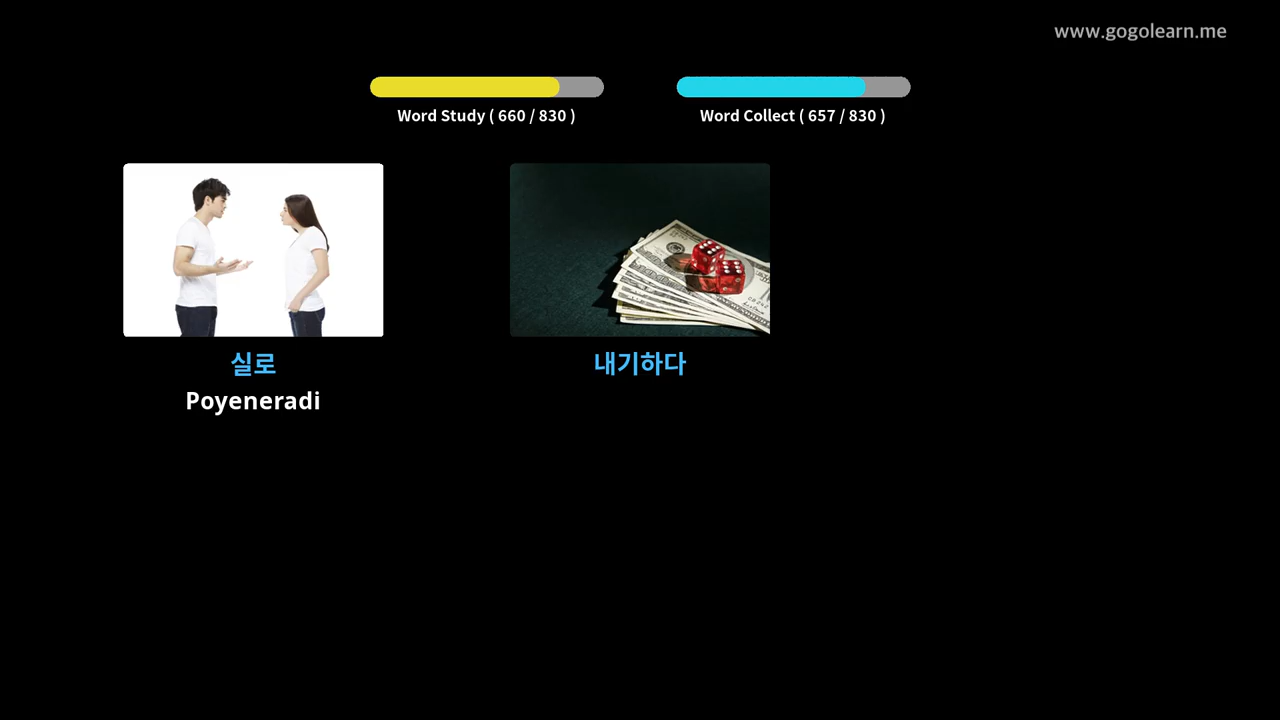 www.gogolearn.me
Word Study ( 660 / 830 )
Word Collect ( 657 / 830 )
실로
Poyeneradi
내기하다